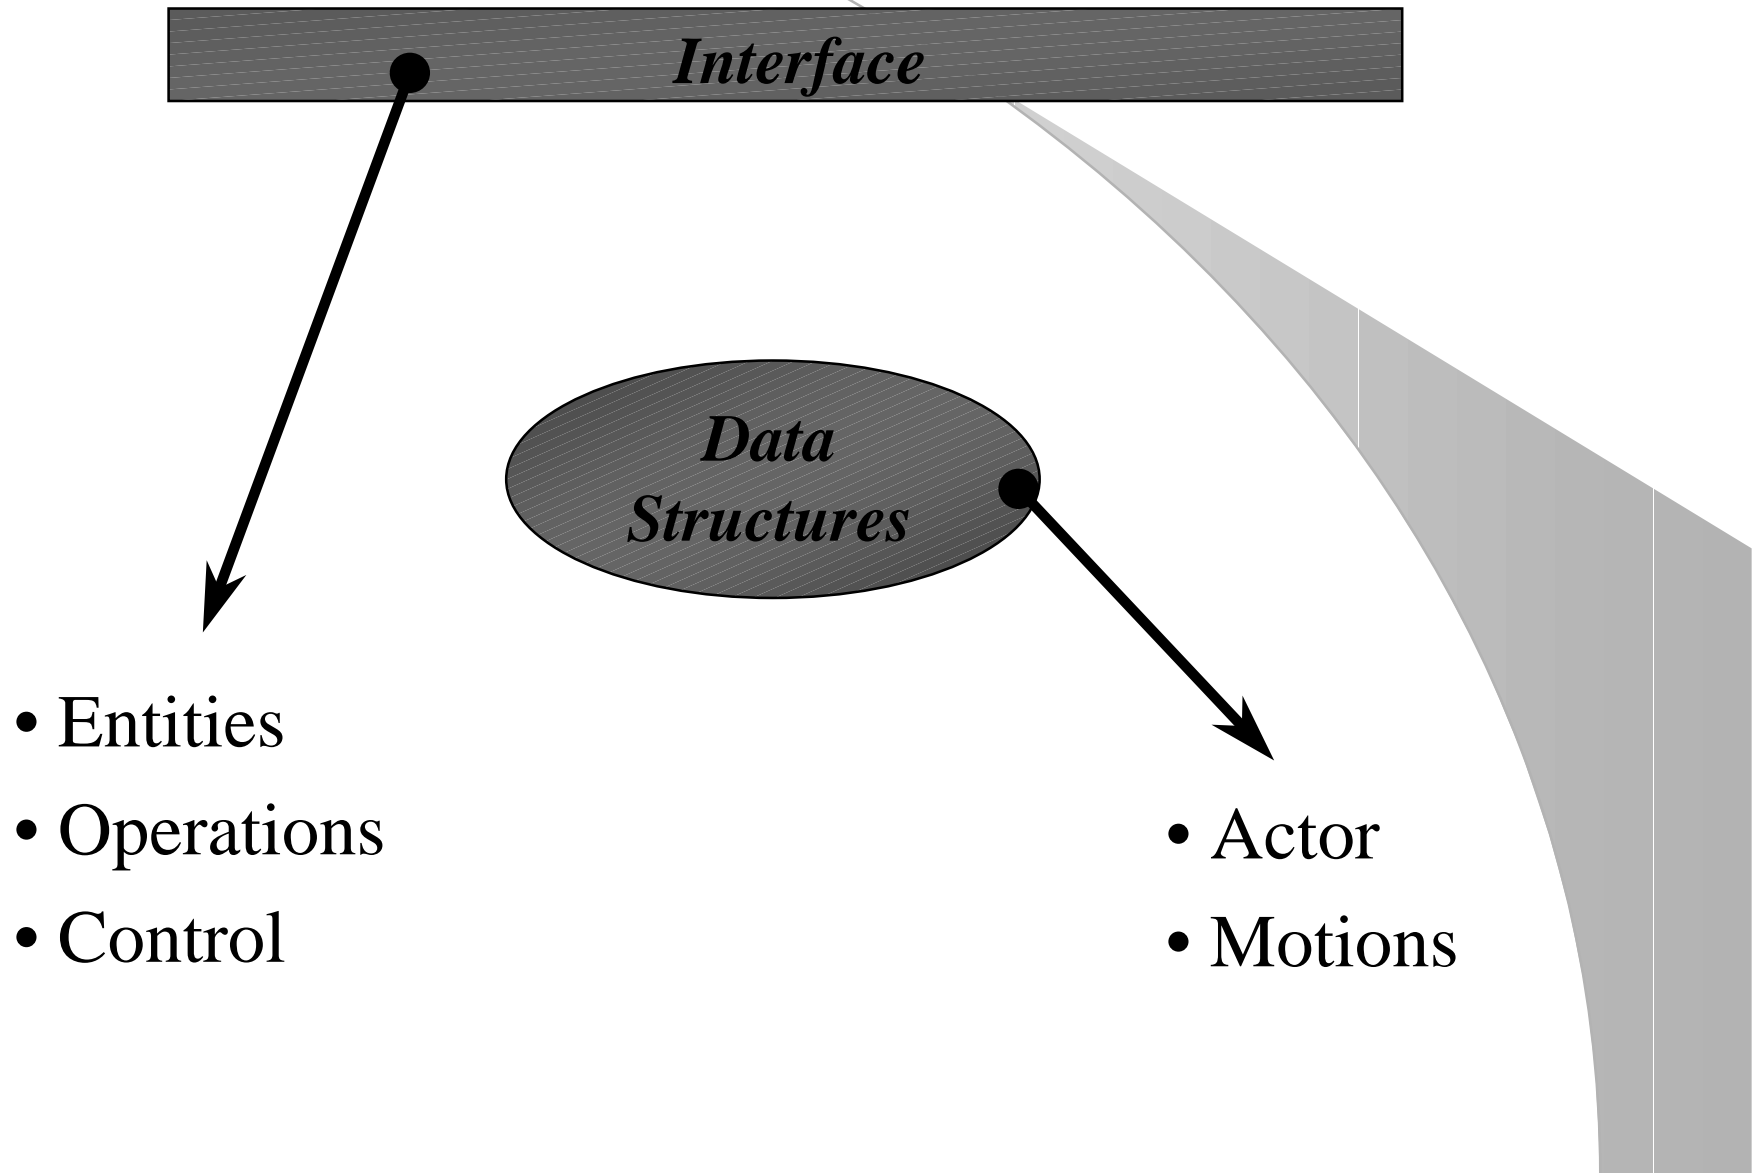 Interface
Data
Structures
• Entities
• Operations
• Control
• Actor
• Motions